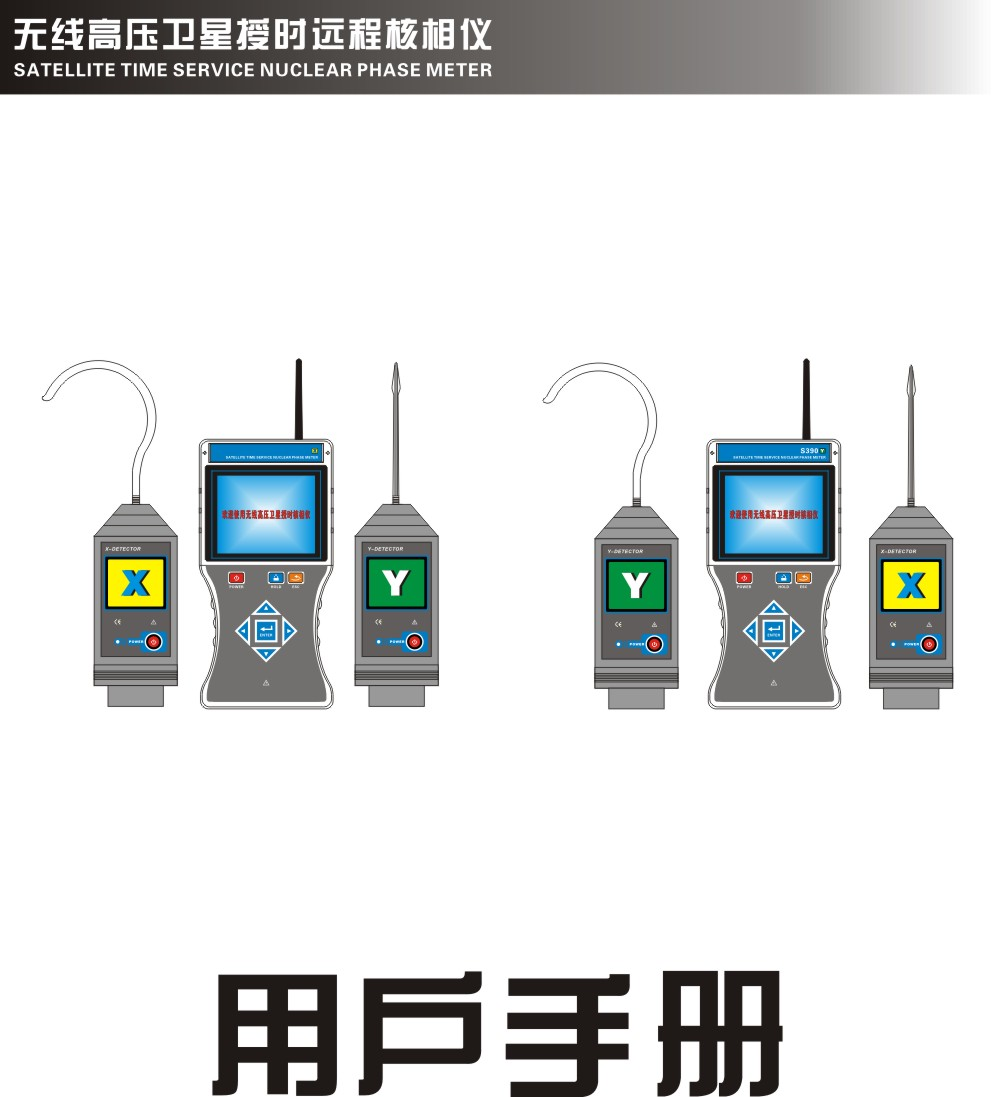 无线高压卫星授时远程核相仪
SATELLITE TIME SERVICE NUCLEAR PHASE METER
SATELLITE TIME SERVICE NUCLEAR PHASE METER
欢迎使用无线高压卫星授时核相仪
X-DETECTOR
X
CE
POWER
POWER
HOLD
ESC
ENTER
Y-DETECTOR
Y
CE
POWER
S390 Y
SATELLITE TIME SERVICE NUCLEAR PHASE METER
欢迎使用无线高压卫星授时核相仪
Y-DETECTOR
Y
CE
POWER
POWER
HOLD
ESC
ENTER
X-DETECTOR
X
CE
POWER
用户手册